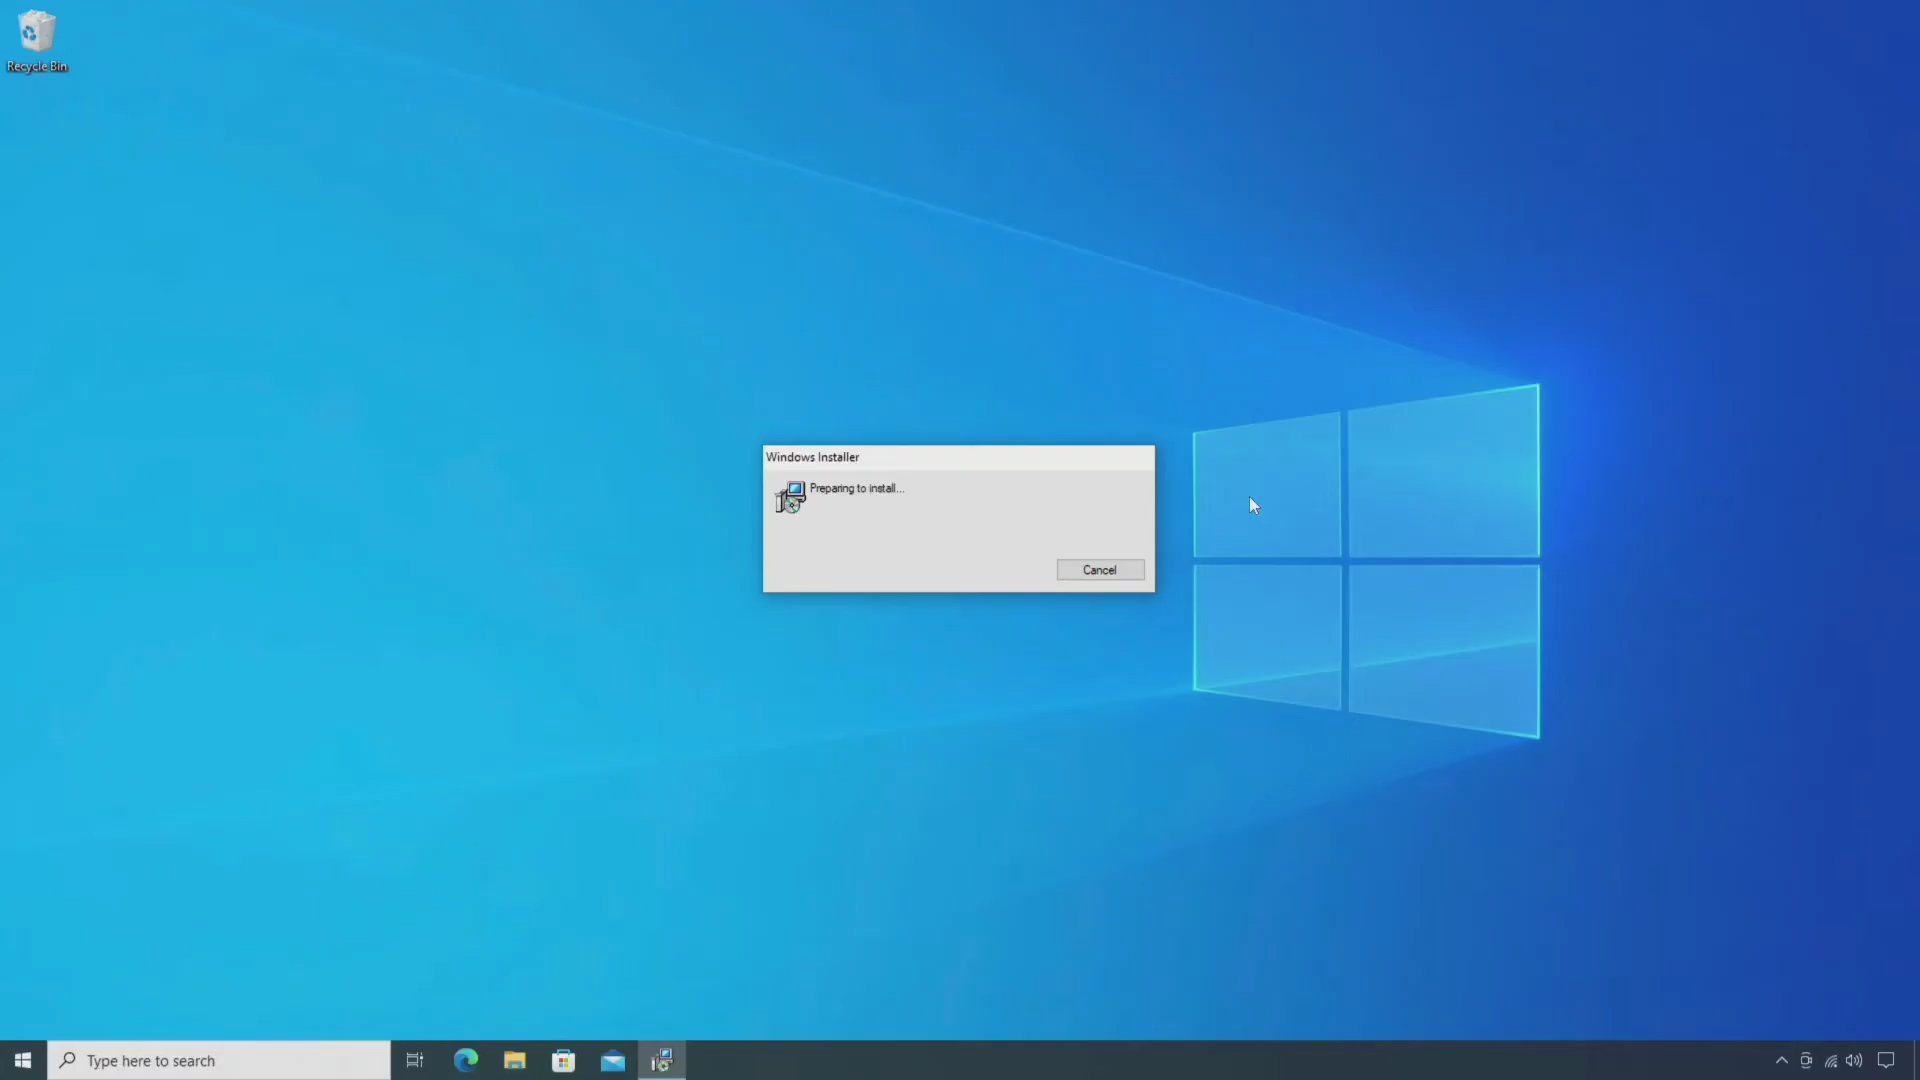 Recycle Bin
Windows Installer
Preparing to install...
Cancel
Type here to search